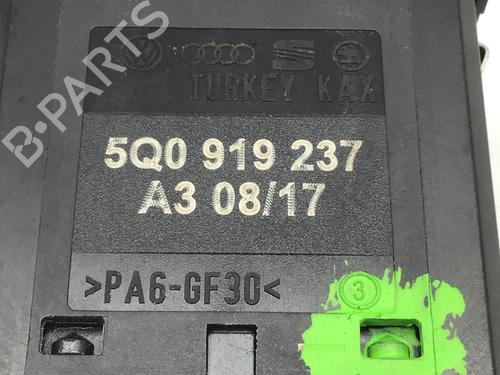 TURKEY KAX
5Q0 919 237
A3 08/17
>PA6-GF30<
3
B-PARTS